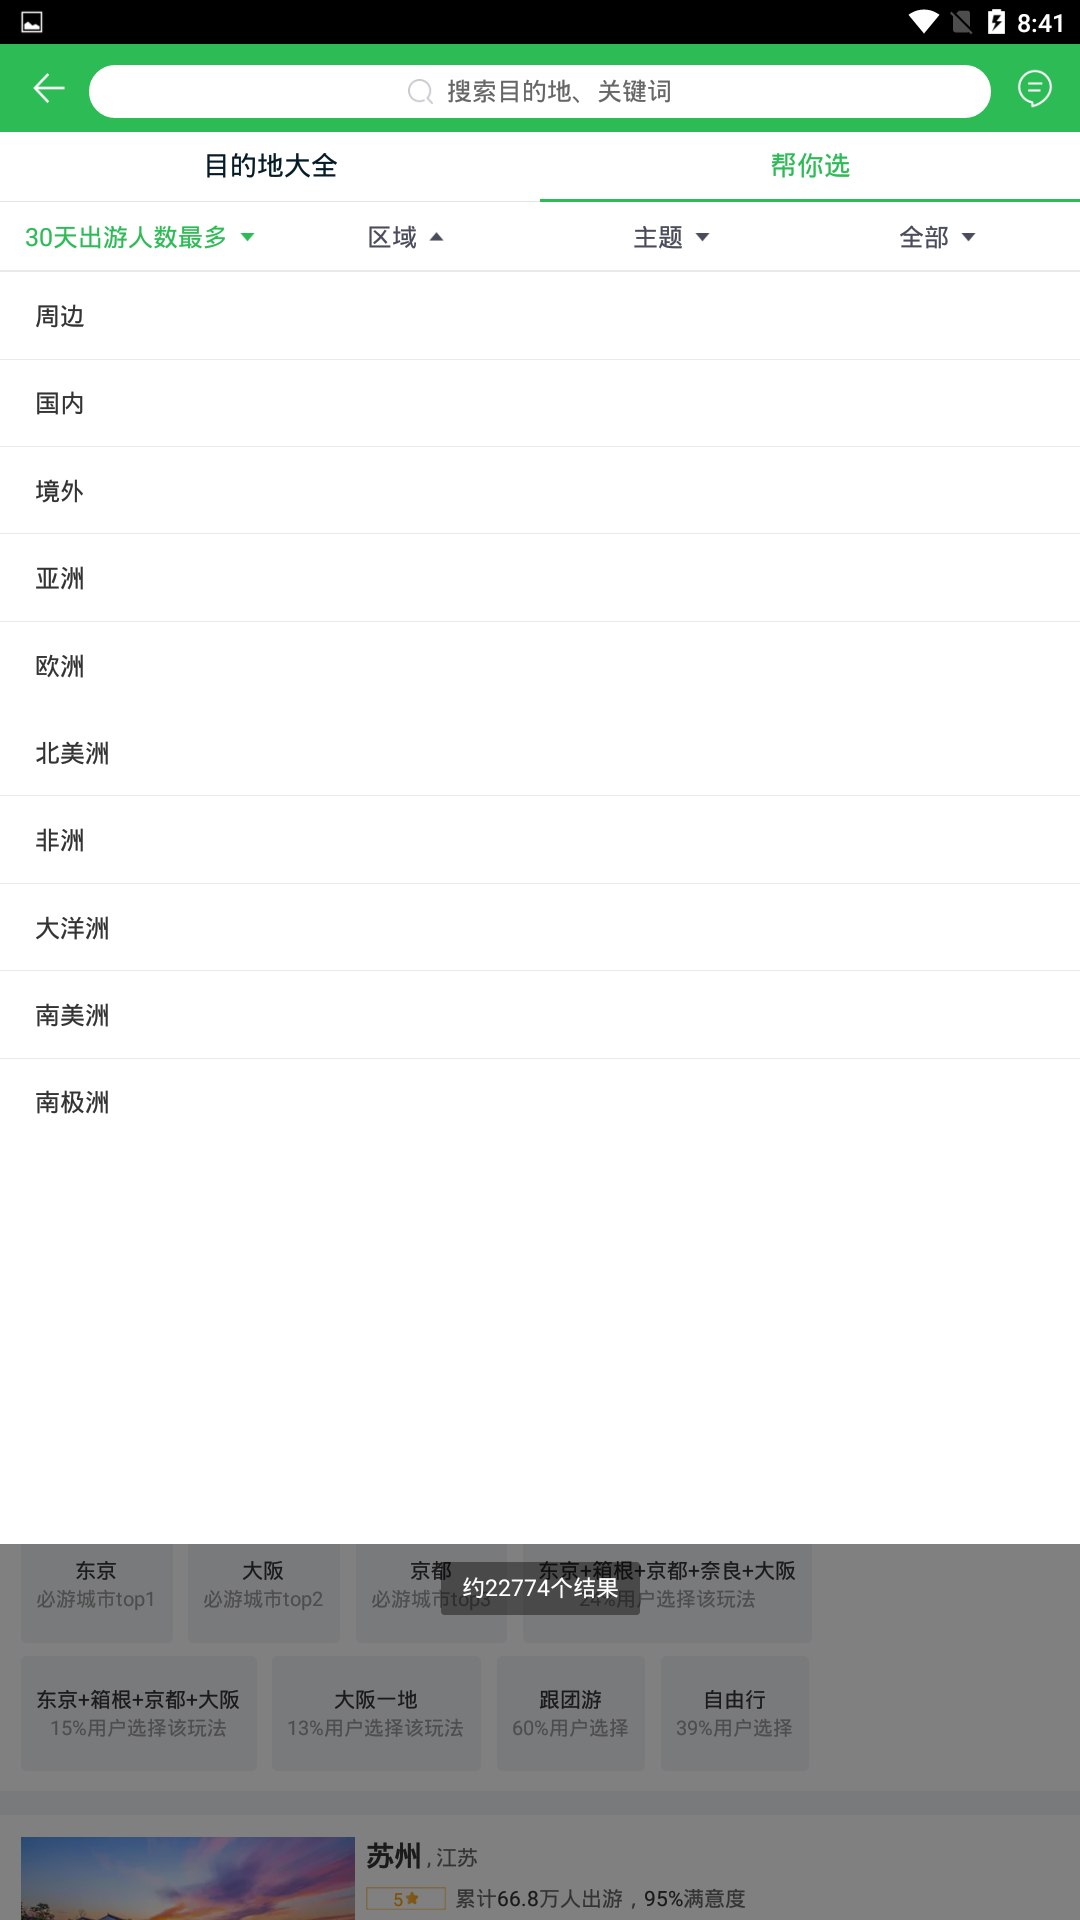 8:41
搜索目的地、关键词
目的地大全 帮你选
30天出游人数最多 区域 主题 全部
周边
国内
境外
亚洲
欧洲
北美洲
非洲
大洋洲
南美洲
南极洲
东京 大阪 京都 东京+箱根+京都+奈良+大阪
必游城市top1 必游城市top2 必游城市top3 24%用户选择该玩法
约22774个结果
东京+箱根+京都+大阪 大阪一地 跟团游 自由行
15%用户选择该玩法 13%用户选择该玩法 60%用户选择 39%用户选择
苏州,江苏
5★ 累计66.8万人出游，95%满意度